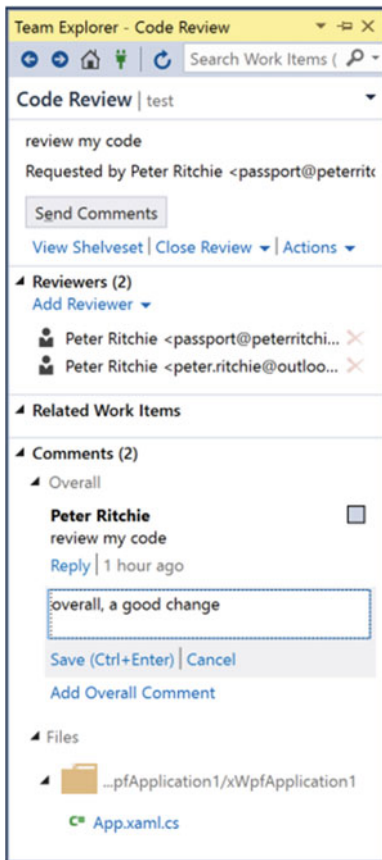 Team Explorer - Code Review
Search Work Items (
Code Review | test
review my code
Requested by Peter Ritchie <passport@peterritc
Send Comments
View Shelveset | Close Review | Actions
Reviewers (2)
Add Reviewer
Peter Ritchie <passport@peterritchi...
Peter Ritchie <peter.ritchie@outloo...
Related Work Items
Comments (2)
Overall
Peter Ritchie
review my code
Reply | 1 hour ago
overall, a good change
Save (Ctrl+Enter) | Cancel
Add Overall Comment
Files
...pfApplication1/xWpfApplication1
C# App.xaml.cs